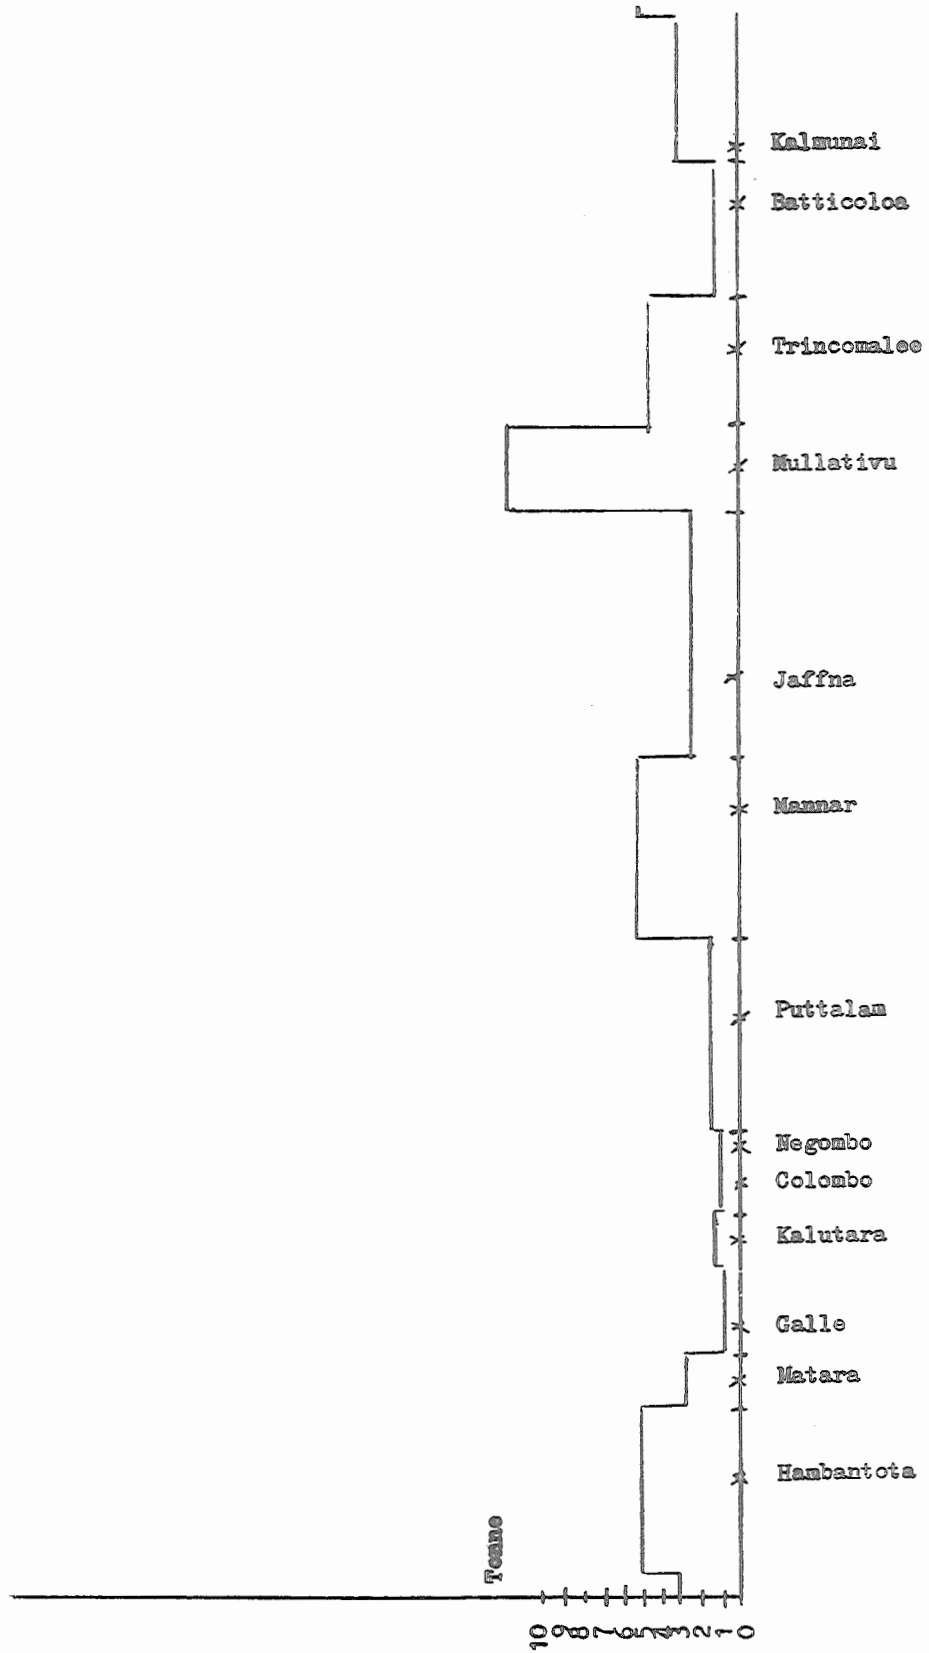 Kalmunai
Batticoloa
Trincomalee
Mullativu
Jaffna
Mannar
Puttalam
Negombo
Colombo
Kalutara
Galle
Matara
Hambantota
10
9
8
7
6
5
4
3
2
1
0